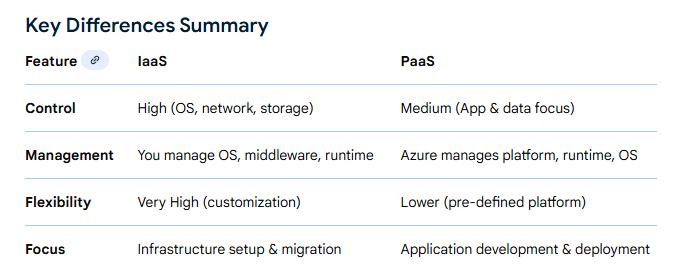 Key Differences Summary
Feature IaaS PaaS
Control High (OS, network, storage) Medium (App & data focus)
Management You manage OS, middleware, runtime Azure manages platform, runtime, OS
Flexibility Very High (customization) Lower (pre-defined platform)
Focus Infrastructure setup & migration Application development & deployment